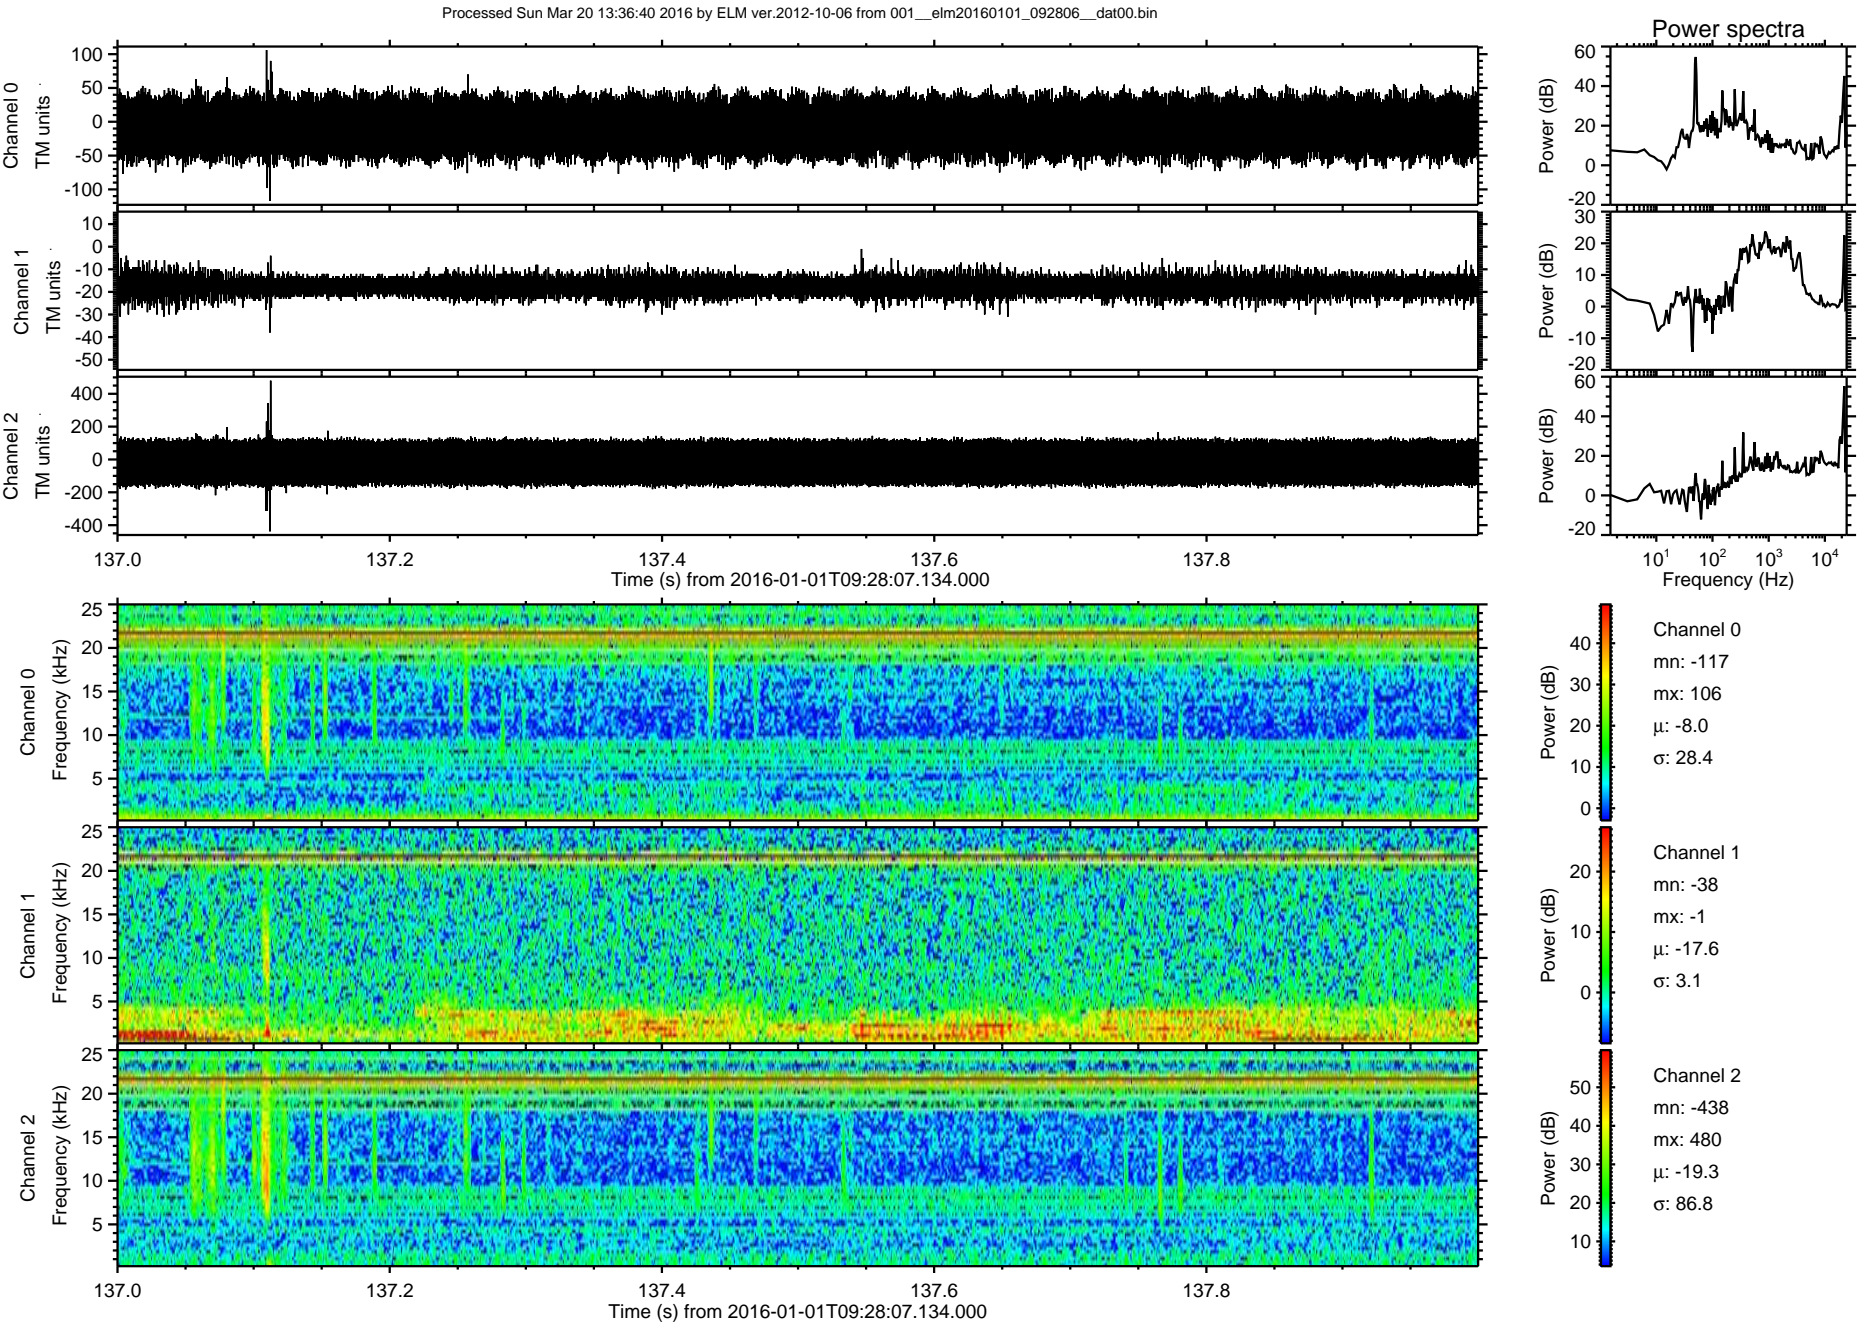 Processed Sun Mar 20 13:36:40 2016 by ELM ver.2012-10-06 from 001__elm20160101_092806__dat00.bin
Power spectra
Channel 0
TM units
100
50
0
-50
-100
Power (dB)
60
40
20
0
-20
Channel 1
TM units
10
0
-10
-20
-30
-40
-50
Power (dB)
30
20
10
0
-10
-20
Channel 2
TM units
400
200
0
-200
-400
Power (dB)
60
40
20
0
-20
137.0 137.2 137.4 137.6 137.8
Time (s) from 2016-01-01T09:28:07.134.000
10¹ 10² 10³ 10⁴
Frequency (Hz)
Channel 0
Frequency (kHz)
25
20
15
10
5
Power (dB)
40
30
20
10
0
Channel 0
mn: -117
mx: 106
μ: -8.0
σ: 28.4
Channel 1
Frequency (kHz)
25
20
15
10
5
Power (dB)
20
10
0
Channel 1
mn: -38
mx: -1
μ: -17.6
σ: 3.1
Channel 2
Frequency (kHz)
25
20
15
10
5
Power (dB)
50
40
30
20
10
Channel 2
mn: -438
mx: 480
μ: -19.3
σ: 86.8
137.0 137.2 137.4 137.6 137.8
Time (s) from 2016-01-01T09:28:07.134.000